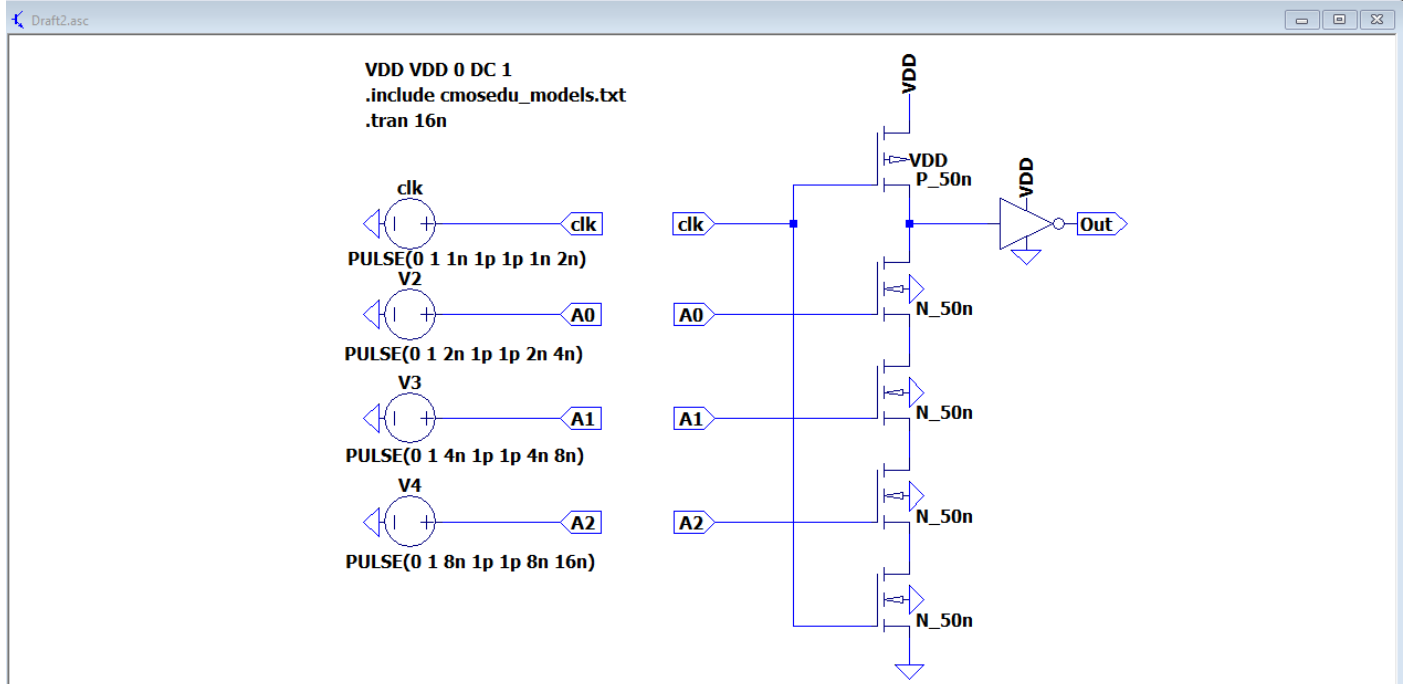 Draft2.asc
VDD VDD 0 DC 1
.include cmosedu_models.txt
.tran 16n
VDD
VDD
P_50n
VDD
clk
clk
clk
Out
PULSE(0 1 1n 1p 1p 1n 2n)
V2
A0
A0
N_50n
PULSE(0 1 2n 1p 1p 2n 4n)
V3
A1
A1
N_50n
PULSE(0 1 4n 1p 1p 4n 8n)
V4
A2
A2
N_50n
PULSE(0 1 8n 1p 1p 8n 16n)
N_50n